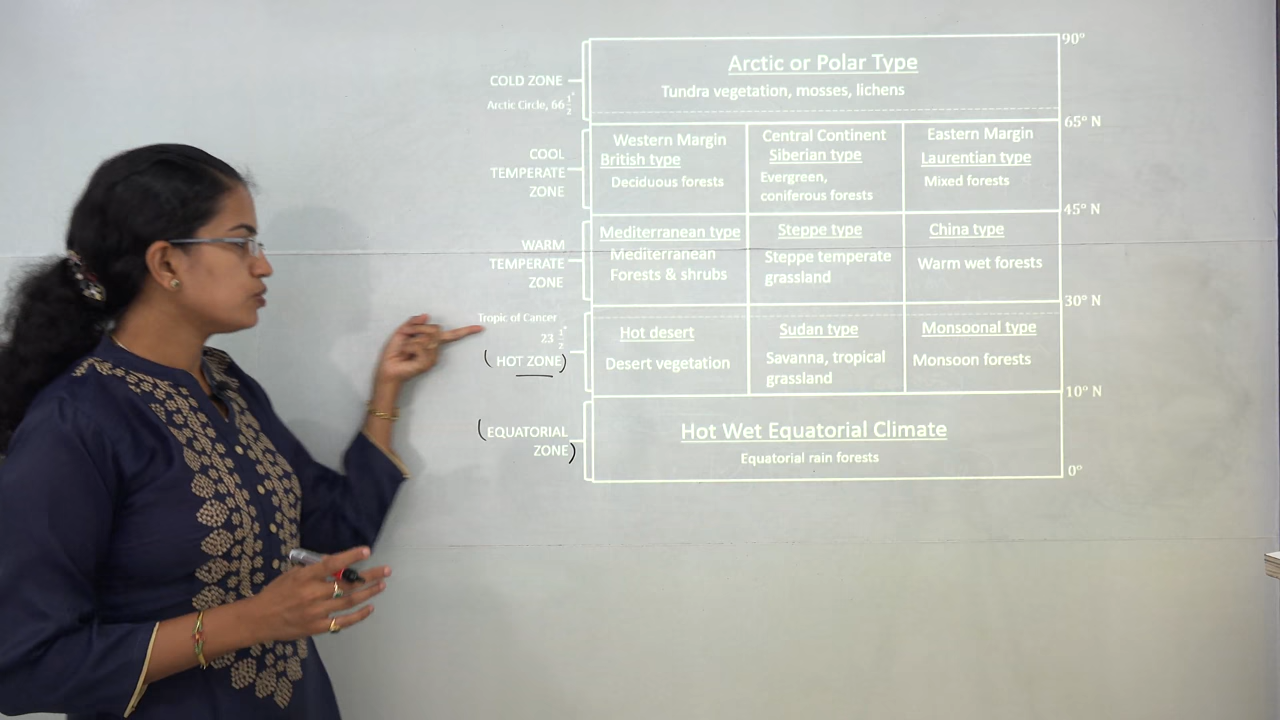 90°
Arctic or Polar Type
COLD ZONE
Tundra vegetation, mosses, lichens
Arctic Circle, 66 1/2°
65° N
Western Margin
British type
Deciduous forests
Central Continent
Siberian type
Evergreen,
coniferous forests
Eastern Margin
Laurentian type
Mixed forests
COOL
TEMPERATE
ZONE
45° N
Mediterranean type
Mediterranean
Forests & shrubs
Steppe type
Steppe temperate
grassland
China type
Warm wet forests
WARM
TEMPERATE
ZONE
30° N
Tropic of Cancer
23 1/2°
(HOT ZONE)
Hot desert
Desert vegetation
Sudan type
Savanna, tropical
grassland
Monsoonal type
Monsoon forests
10° N
(EQUATORIAL
ZONE)
Hot Wet Equatorial Climate
Equatorial rain forests
0°